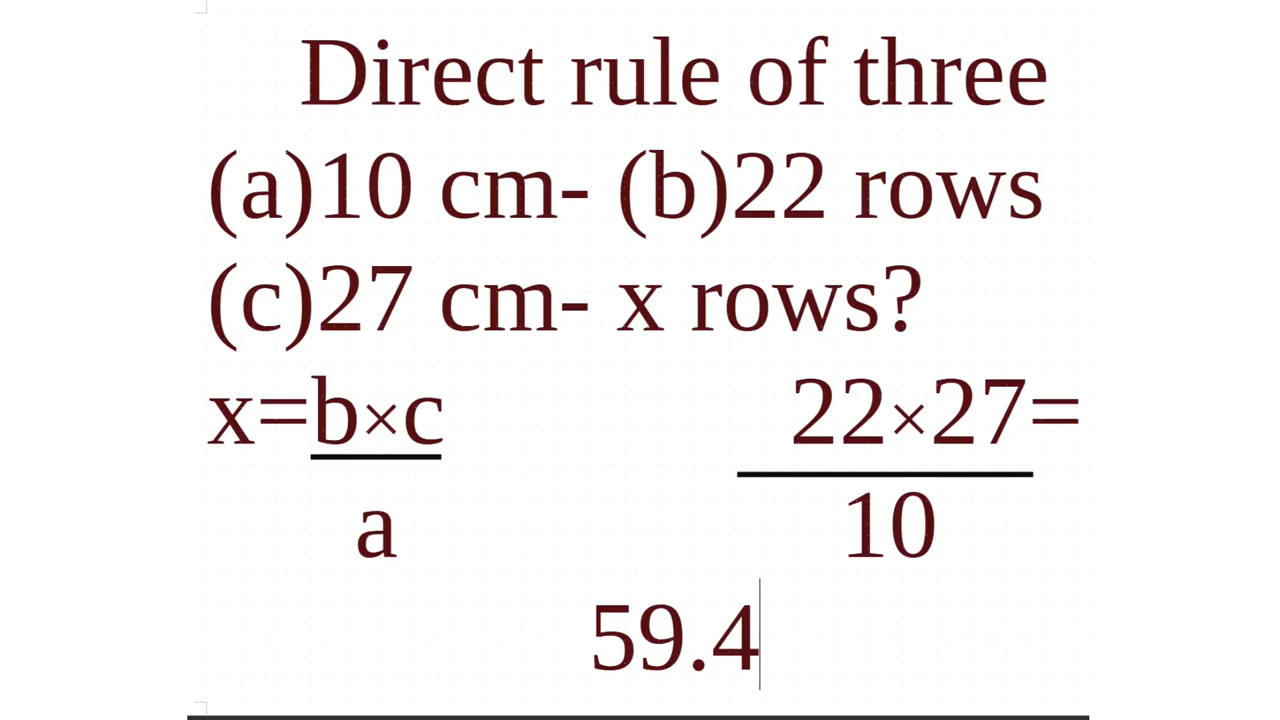 Direct rule of three
(a)10 cm- (b)22 rows
(c)27 cm- x rows?
x=b×c 22×27=
a 10
59.4